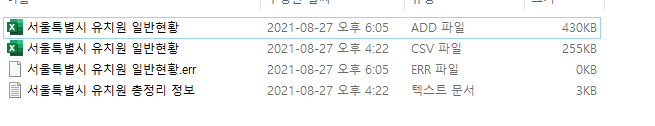 서울특별시 유치원 일반현황 2021-08-27 오후 6:05 ADD 파일 430KB
서울특별시 유치원 일반현황 2021-08-27 오후 4:22 CSV 파일 255KB
서울특별시 유치원 일반현황.err 2021-08-27 오후 6:05 ERR 파일 0KB
서울특별시 유치원 총정리 정보 2021-08-27 오후 4:22 텍스트 문서 3KB